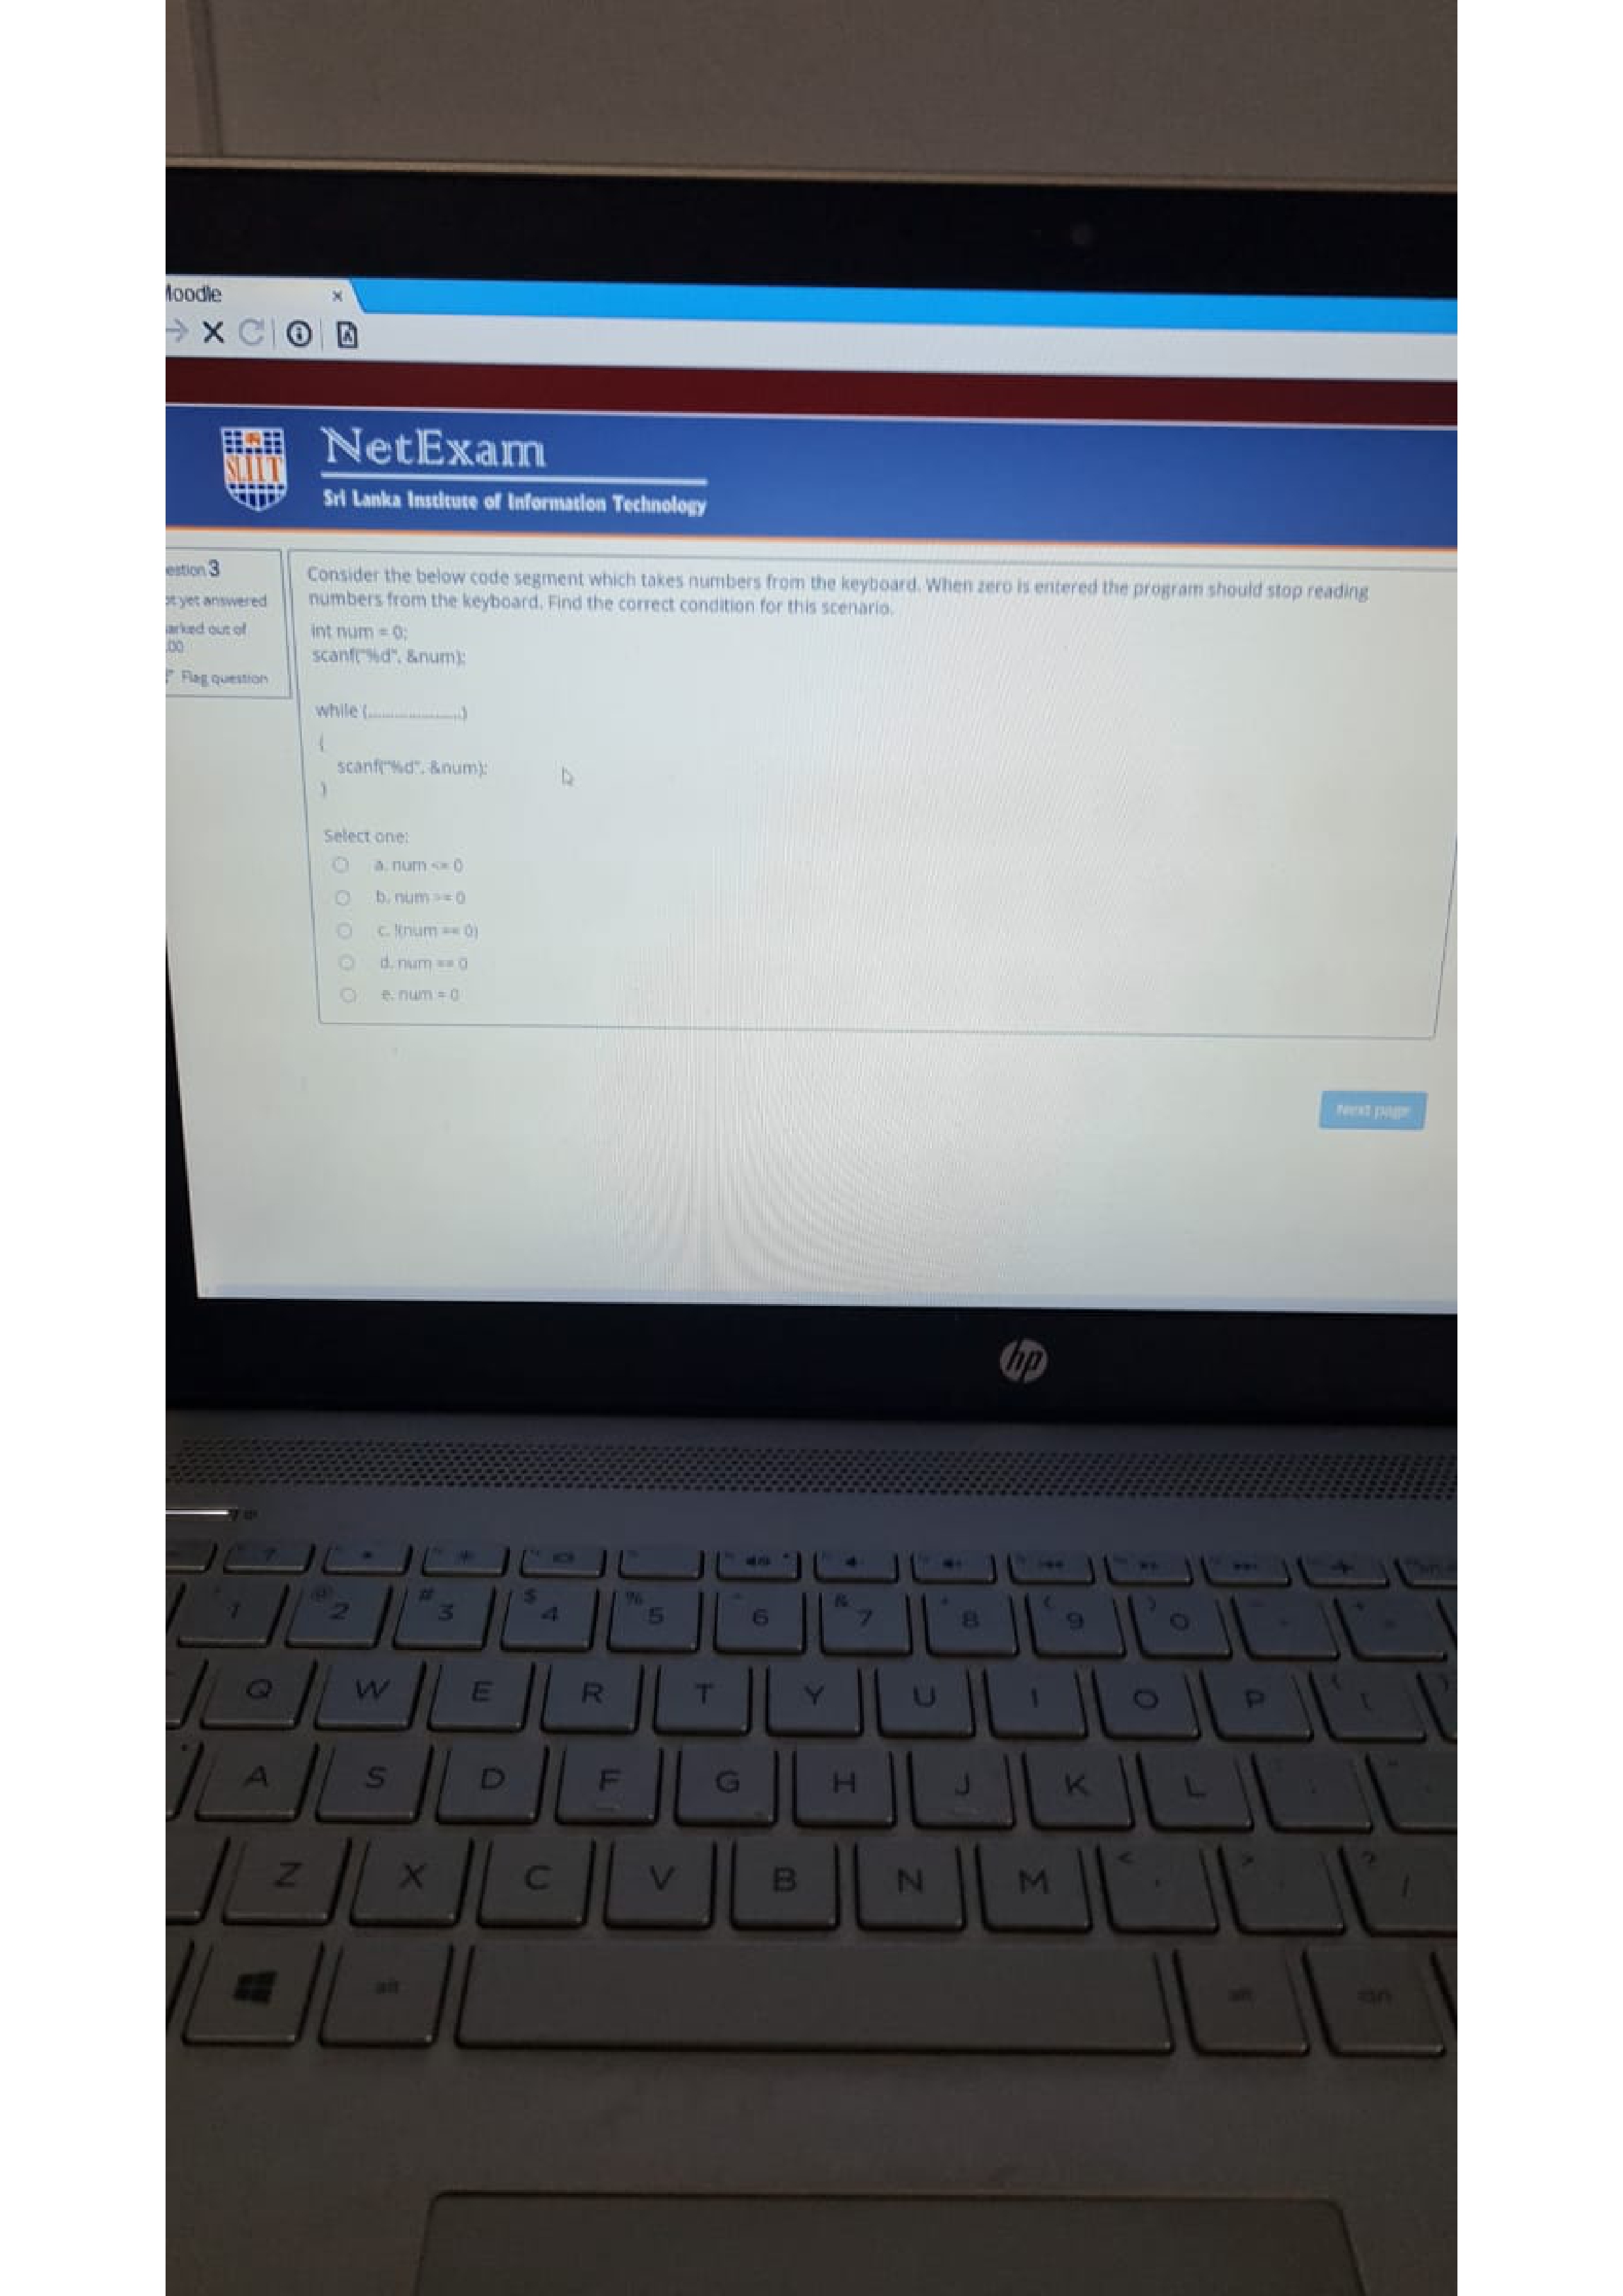 Moodle
NetExam
SLIIT
Sri Lanka Institute of Information Technology
estion 3
ot yet answered
arked out of
.00
Flag question
Consider the below code segment which takes numbers from the keyboard. When zero is entered the program should stop reading
numbers from the keyboard. Find the correct condition for this scenario.
int num = 0;
scanf("%d", &num);
while (........................)
{
scanf("%d", &num);
}
Select one:
a. num <= 0
b. num >= 0
c. !(num == 0)
d. num == 0
e. num = 0
Next page
hp
1 @ 2 # 3 $ 4 % 5 6 & 7 8 ( 9 ) 0
Q W E R T Y U I O P { [
A S D F G H J K L
Z X C V B N M < , > . ? /
alt alt